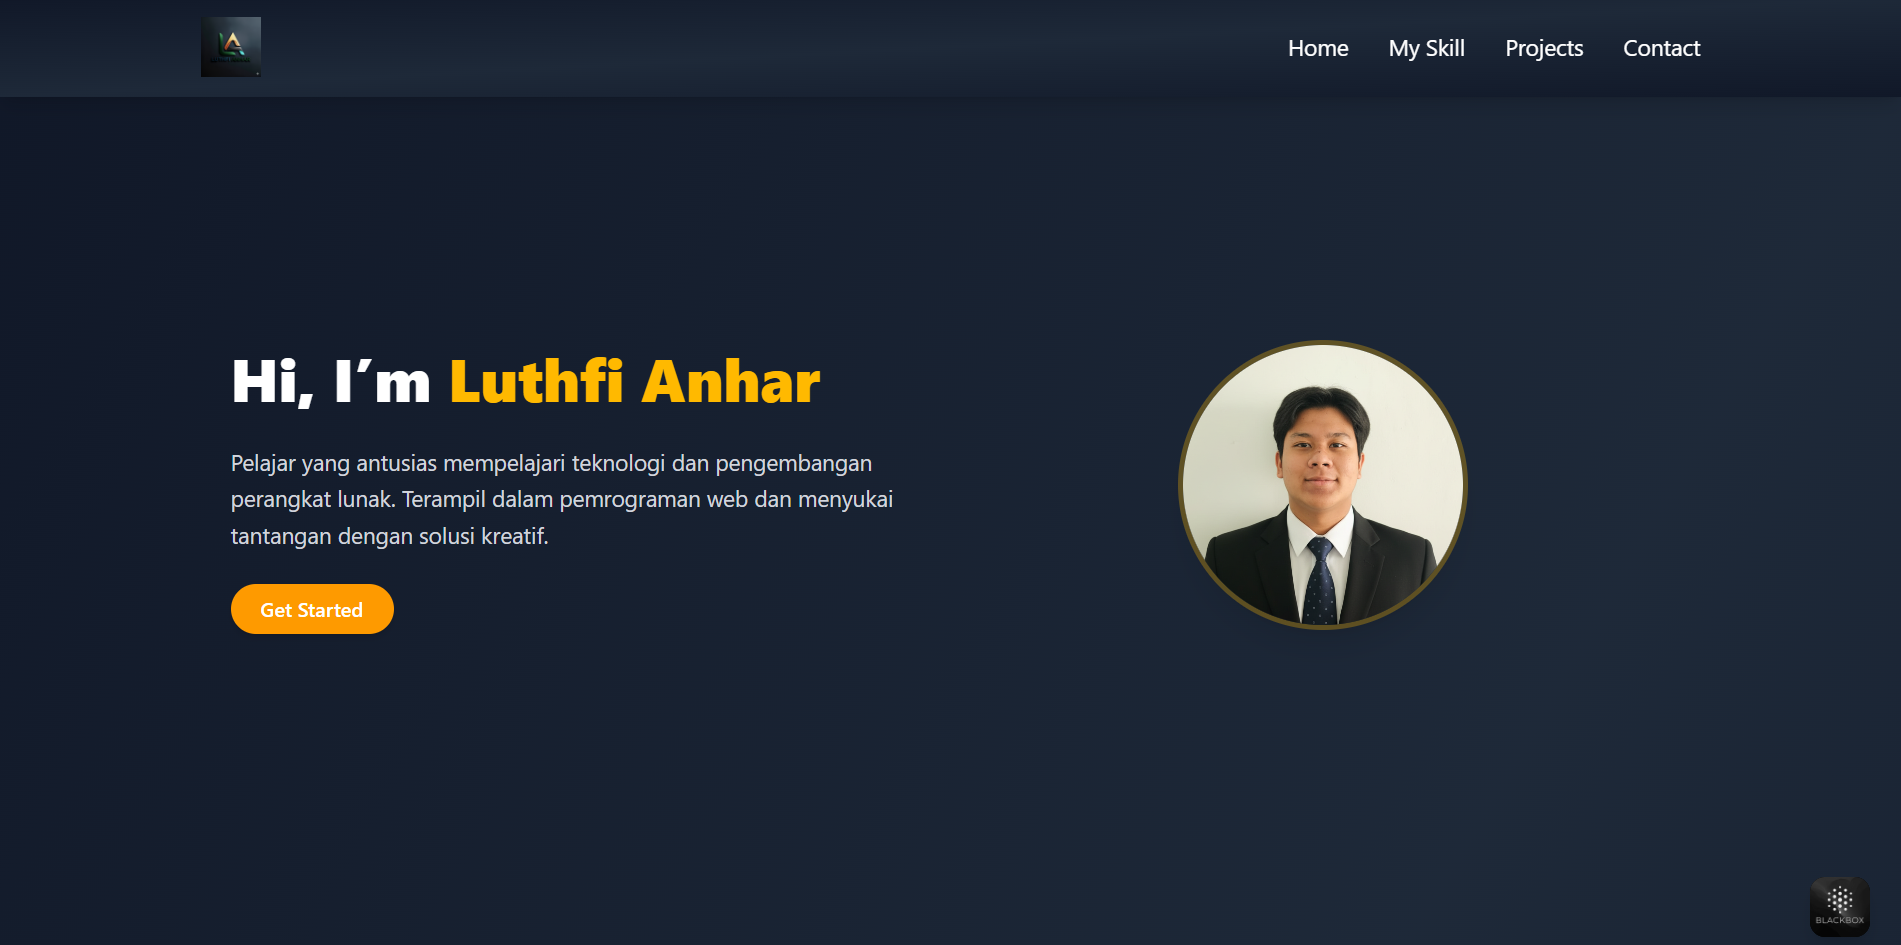 Home
My Skill
Projects
Contact
Hi, I’m Luthfi Anhar
Pelajar yang antusias mempelajari teknologi dan pengembangan
perangkat lunak. Terampil dalam pemrograman web dan menyukai
tantangan dengan solusi kreatif.
Get Started
BLACKBOX